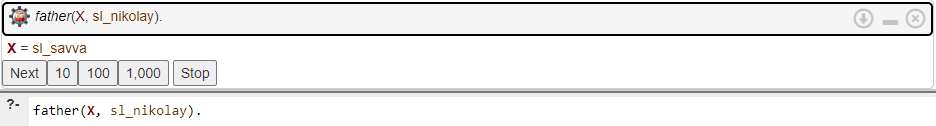 father(X, sl_nikolay).
X = sl_savva
Next 10 100 1,000 Stop
?- father(X, sl_nikolay).